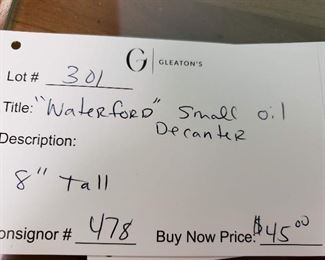 G | GLEATON'S
Lot # 301
Title: "Waterford" Small oil
Decanter
Description:
8" Tall
onsignor # 478 Buy Now Price: $45.00